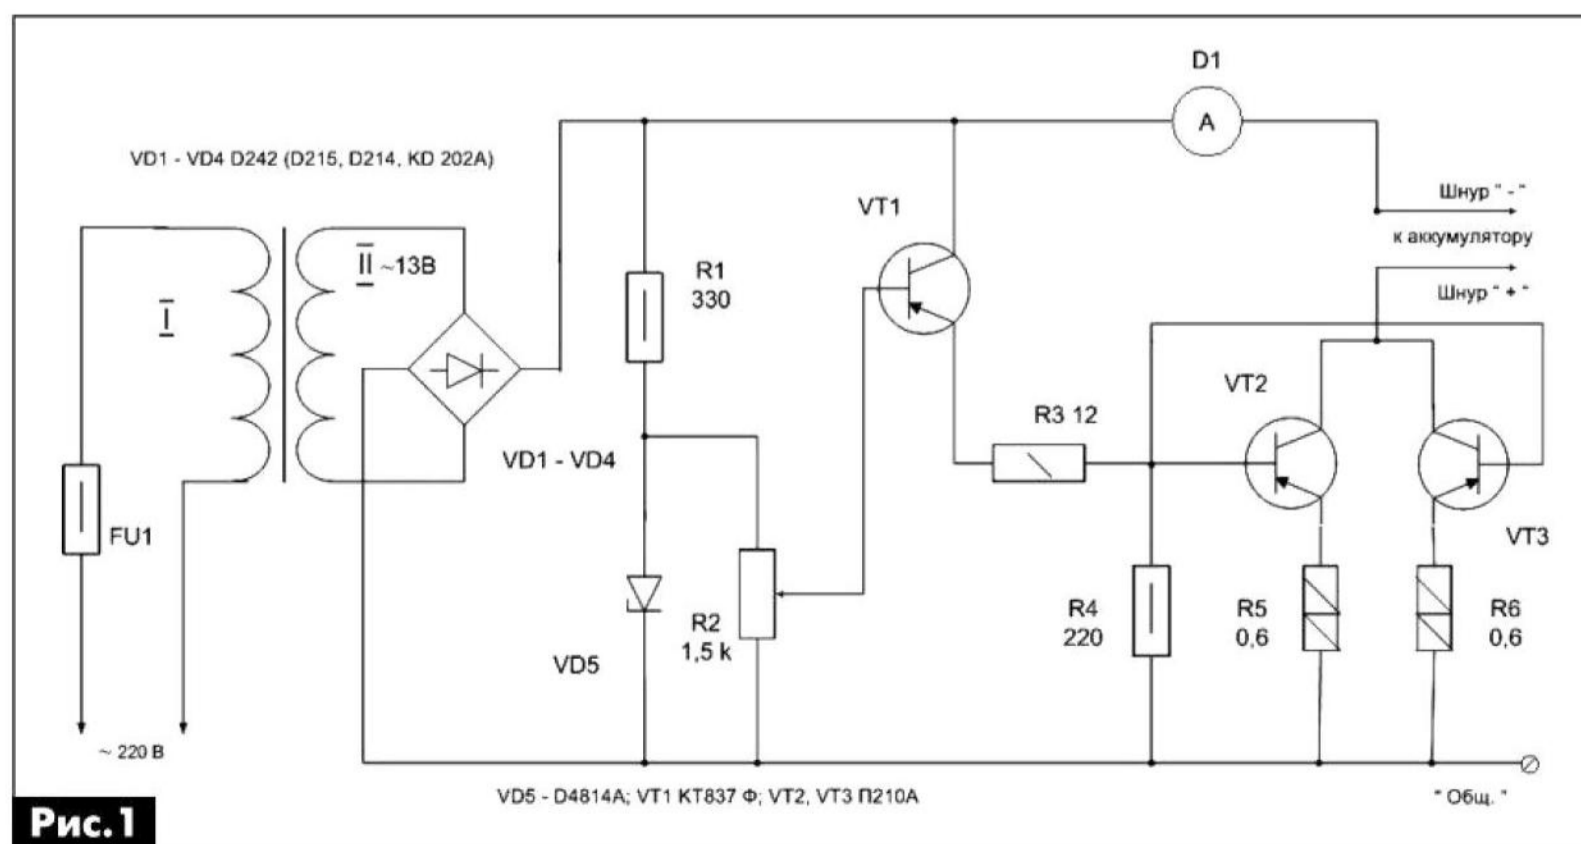 D1
A
VD1 - VD4 D242 (D215, D214, KD 202A)
Шнур " - "
VT1
к аккумулятору
II ~13В
R1
330
Шнур " + "
I
VT2
R3 12
VD1 - VD4
FU1
VT3
R2
1,5 k
R4
220
R5
0,6
R6
0,6
VD5
~ 220 В
VD5 - D4814A; VT1 KT837 Ф; VT2, VT3 П210А
" Общ. "
Рис.1